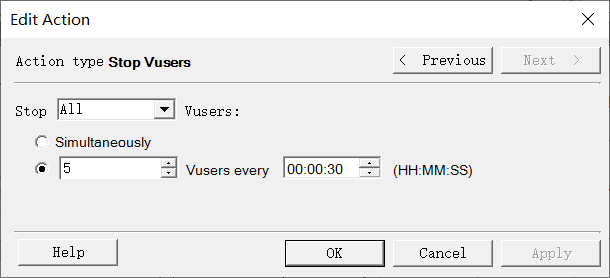 Edit Action
Action type Stop Vusers
< Previous
Next >
Stop All Vusers:
Simultaneously
5 Vusers every 00:00:30 (HH:MM:SS)
Help
OK
Cancel
Apply